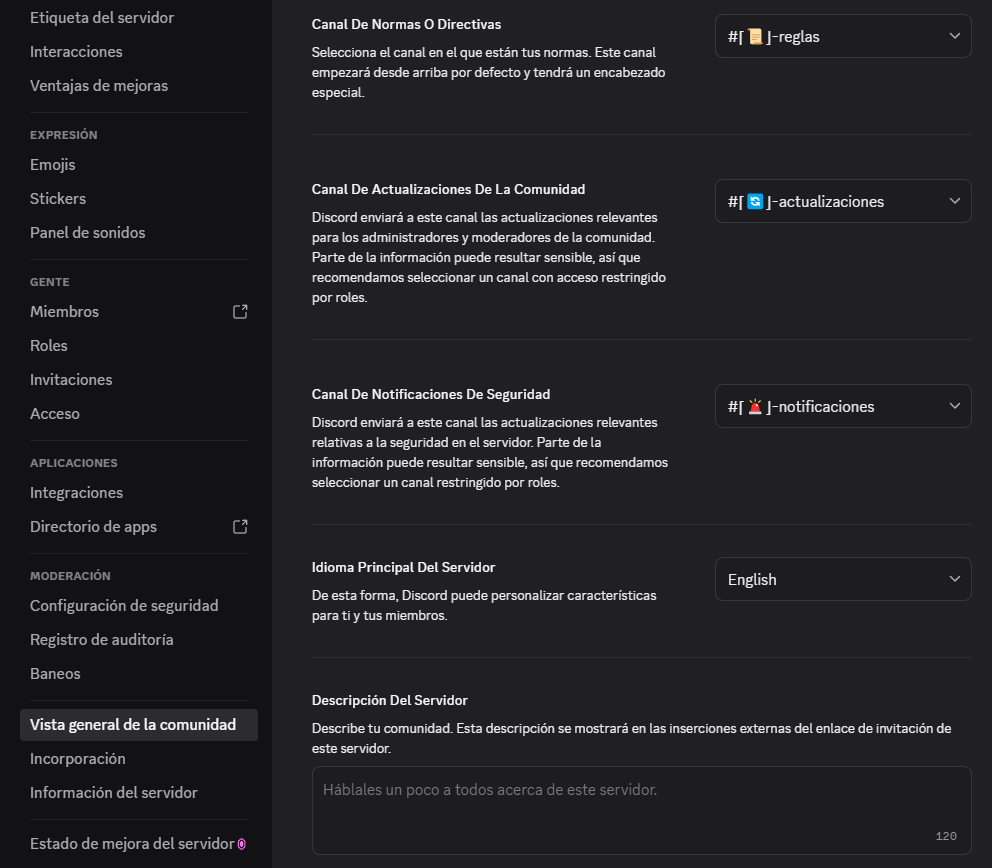 Etiqueta del servidor
Interacciones
Ventajas de mejoras
EXPRESIÓN
Emojis
Stickers
Panel de sonidos
GENTE
Miembros
Roles
Invitaciones
Acceso
APLICACIONES
Integraciones
Directorio de apps
MODERACIÓN
Configuración de seguridad
Registro de auditoría
Baneos
Vista general de la comunidad
Incorporación
Información del servidor
Estado de mejora del servidor
Canal De Normas O Directivas
Selecciona el canal en el que están tus normas. Este canal
empezará desde arriba por defecto y tendrá un encabezado
especial.
#⌈📜⌋-reglas
Canal De Actualizaciones De La Comunidad
Discord enviará a este canal las actualizaciones relevantes
para los administradores y moderadores de la comunidad.
Parte de la información puede resultar sensible, así que
recomendamos seleccionar un canal con acceso restringido
por roles.
#⌈🔄⌋-actualizaciones
Canal De Notificaciones De Seguridad
Discord enviará a este canal las actualizaciones relevantes
relativas a la seguridad en el servidor. Parte de la
información puede resultar sensible, así que recomendamos
seleccionar un canal restringido por roles.
#⌈🚨⌋-notificaciones
Idioma Principal Del Servidor
De esta forma, Discord puede personalizar características
para ti y tus miembros.
English
Descripción Del Servidor
Describe tu comunidad. Esta descripción se mostrará en las inserciones externas del enlace de invitación de
este servidor.
Háblales un poco a todos acerca de este servidor.
120